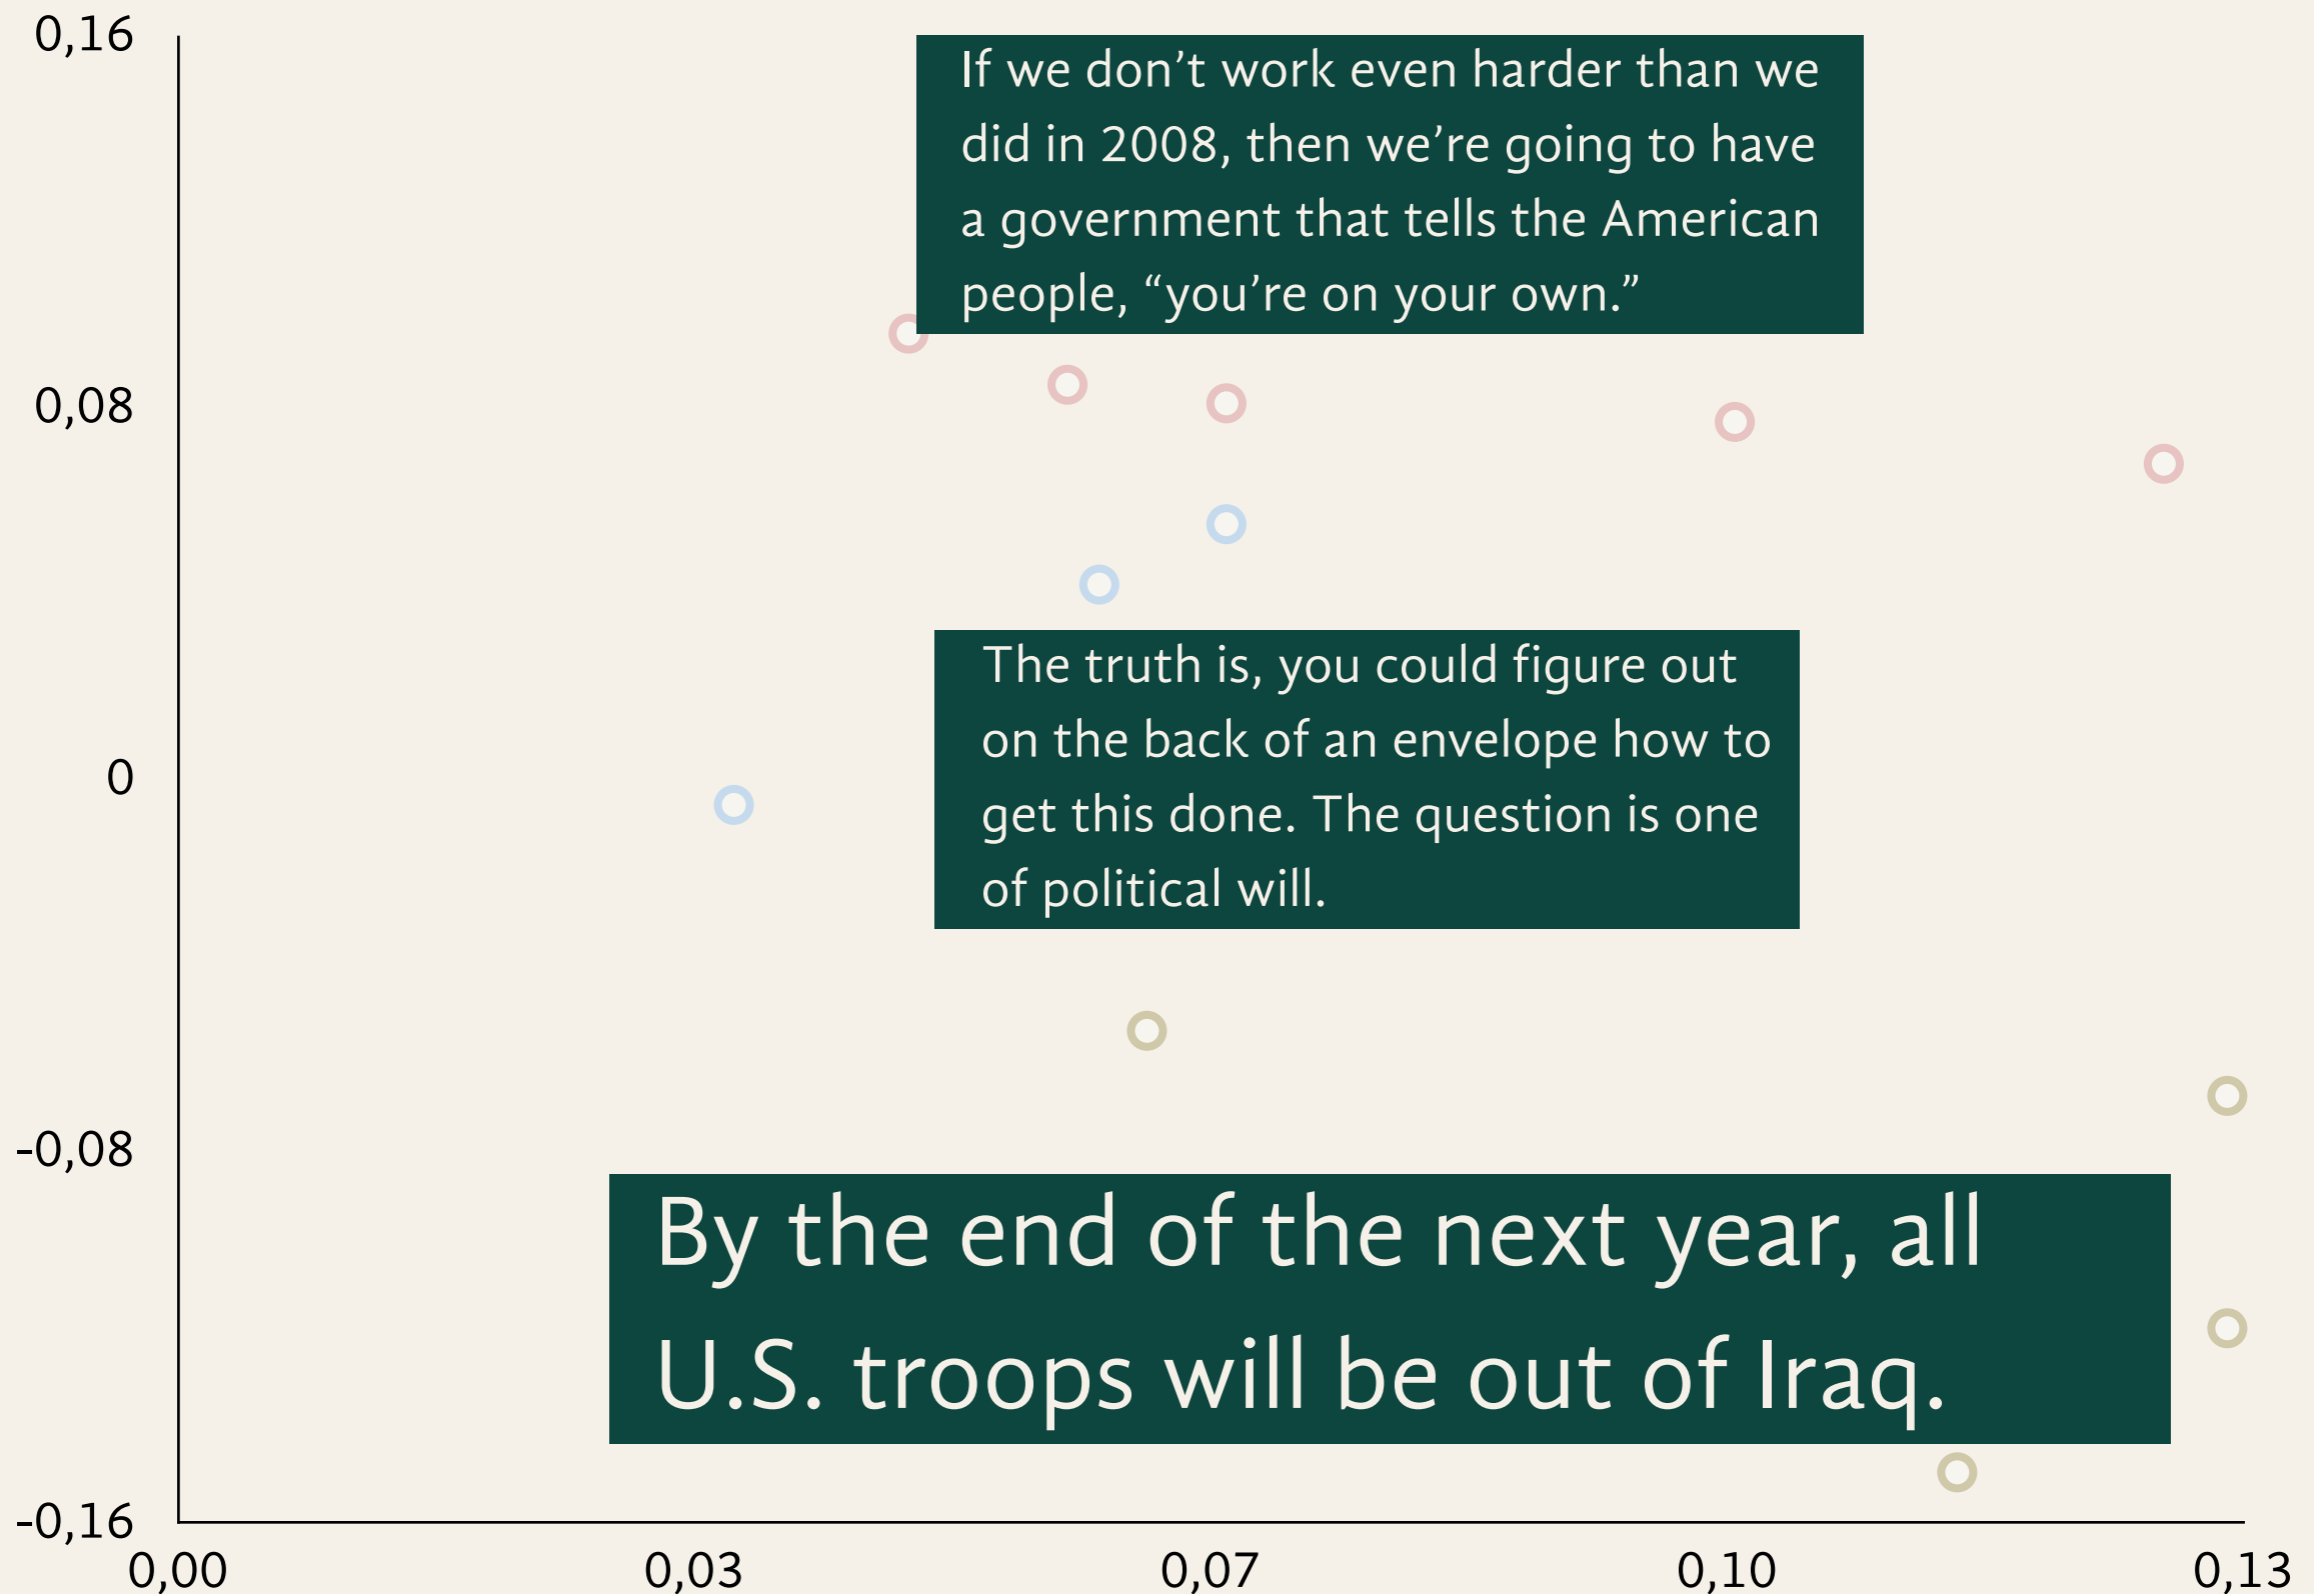 0,16
If we don’t work even harder than we
did in 2008, then we’re going to have
a government that tells the American
people, “you’re on your own.”
0,08
The truth is, you could figure out
on the back of an envelope how to
get this done. The question is one
of political will.
0
-0,08
By the end of the next year, all
U.S. troops will be out of Iraq.
-0,16
0,00 0,03 0,07 0,10 0,13